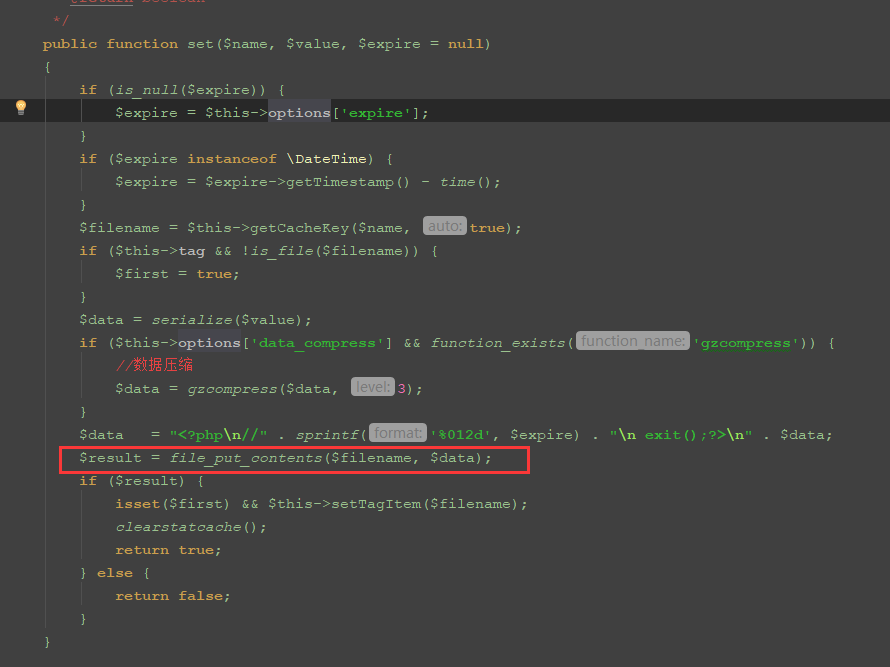 @return boolean
*/
public function set($name, $value, $expire = null)
{
if (is_null($expire)) {
$expire = $this->options['expire'];
}
if ($expire instanceof \DateTime) {
$expire = $expire->getTimestamp() - time();
}
$filename = $this->getCacheKey($name, auto: true);
if ($this->tag && !is_file($filename)) {
$first = true;
}
$data = serialize($value);
if ($this->options['data_compress'] && function_exists( function_name: 'gzcompress')) {
//数据压缩
$data = gzcompress($data, level: 3);
}
$data   = "<?php\n//" . sprintf( format: '%012d', $expire) . "\n exit();?>\n" . $data;
$result = file_put_contents($filename, $data);
if ($result) {
isset($first) && $this->setTagItem($filename);
clearstatcache();
return true;
} else {
return false;
}
}